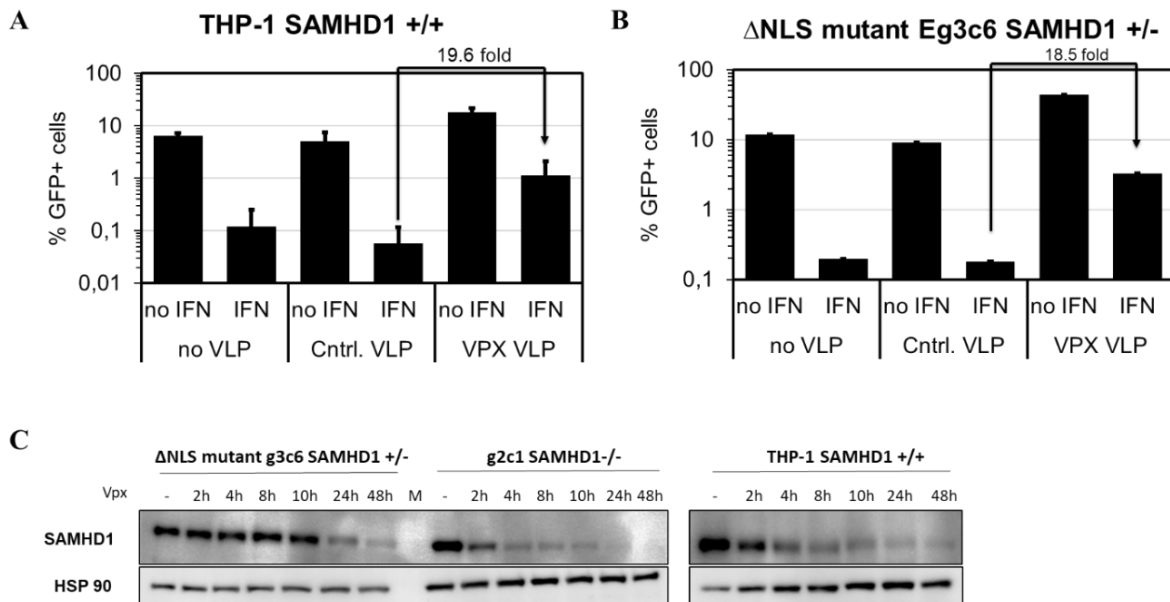 A
THP-1 SAMHD1 +/+
19.6 fold
% GFP+ cells
100
10
1
0,1
0,01
no IFN IFN no IFN IFN no IFN IFN
no VLP Cntrl. VLP VPX VLP
B
ΔNLS mutant Eg3c6 SAMHD1 +/-
18.5 fold
% GFP+ cells
100
10
1
0,1
no IFN IFN no IFN IFN no IFN IFN
no VLP Cntrl. VLP VPX VLP
C
ΔNLS mutant g3c6 SAMHD1 +/- g2c1 SAMHD1-/- THP-1 SAMHD1 +/+
Vpx - 2h 4h 8h 10h 24h 48h M - 2h 4h 8h 10h 24h 48h - 2h 4h 8h 10h 24h 48h
SAMHD1
HSP 90